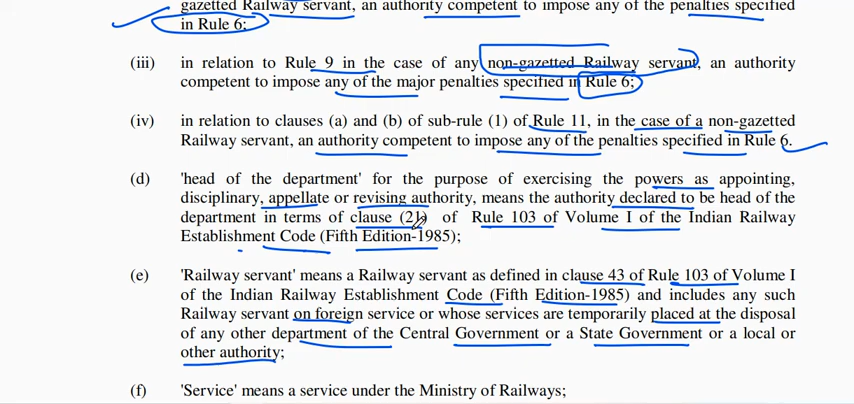 gazetted Railway servant, an authority competent to impose any of the penalties specified
in Rule 6;
(iii) in relation to Rule 9 in the case of any non-gazetted Railway servant, an authority
competent to impose any of the major penalties specified in Rule 6;
(iv) in relation to clauses (a) and (b) of sub-rule (1) of Rule 11, in the case of a non-gazetted
Railway servant, an authority competent to impose any of the penalties specified in Rule 6.
(d) 'head of the department' for the purpose of exercising the powers as appointing,
disciplinary, appellate or revising authority, means the authority declared to be head of the
department in terms of clause (21) of Rule 103 of Volume I of the Indian Railway
Establishment Code (Fifth Edition-1985);
(e) 'Railway servant' means a Railway servant as defined in clause 43 of Rule 103 of Volume I
of the Indian Railway Establishment Code (Fifth Edition-1985) and includes any such
Railway servant on foreign service or whose services are temporarily placed at the disposal
of any other department of the Central Government or a State Government or a local or
other authority;
(f) 'Service' means a service under the Ministry of Railways;